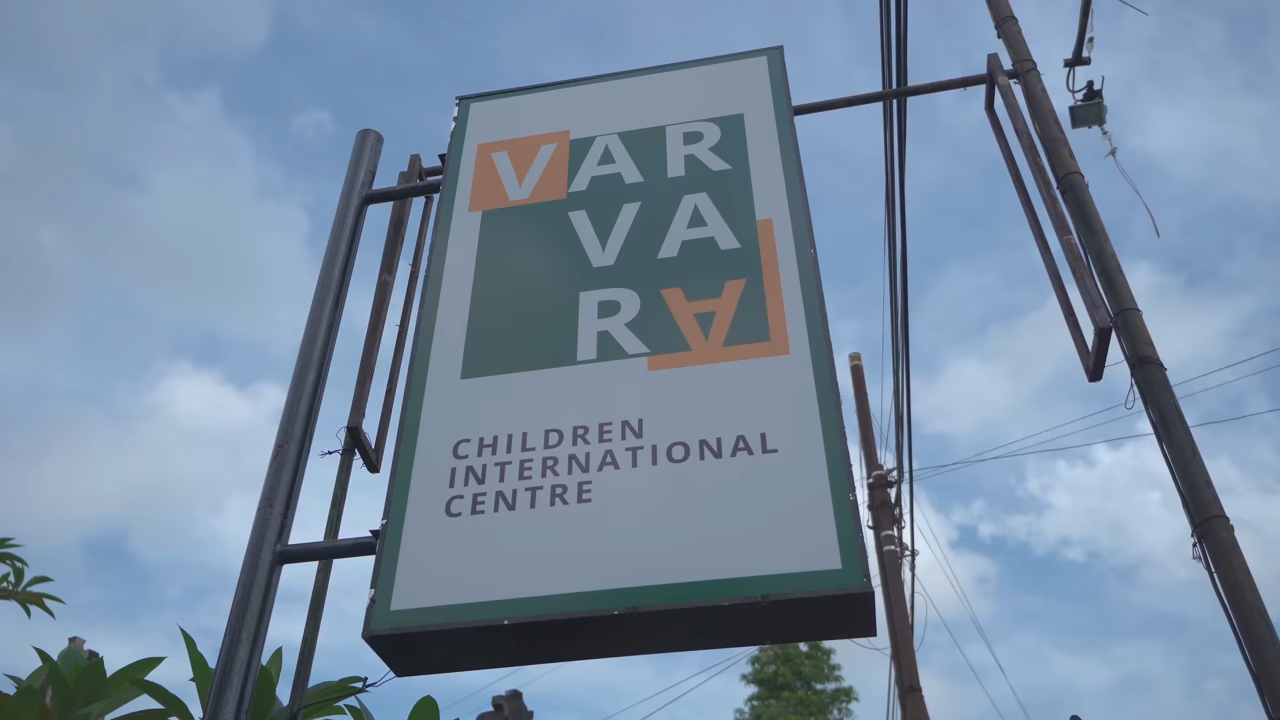 VAR
VA
RA
CHILDREN
INTERNATIONAL
CENTRE